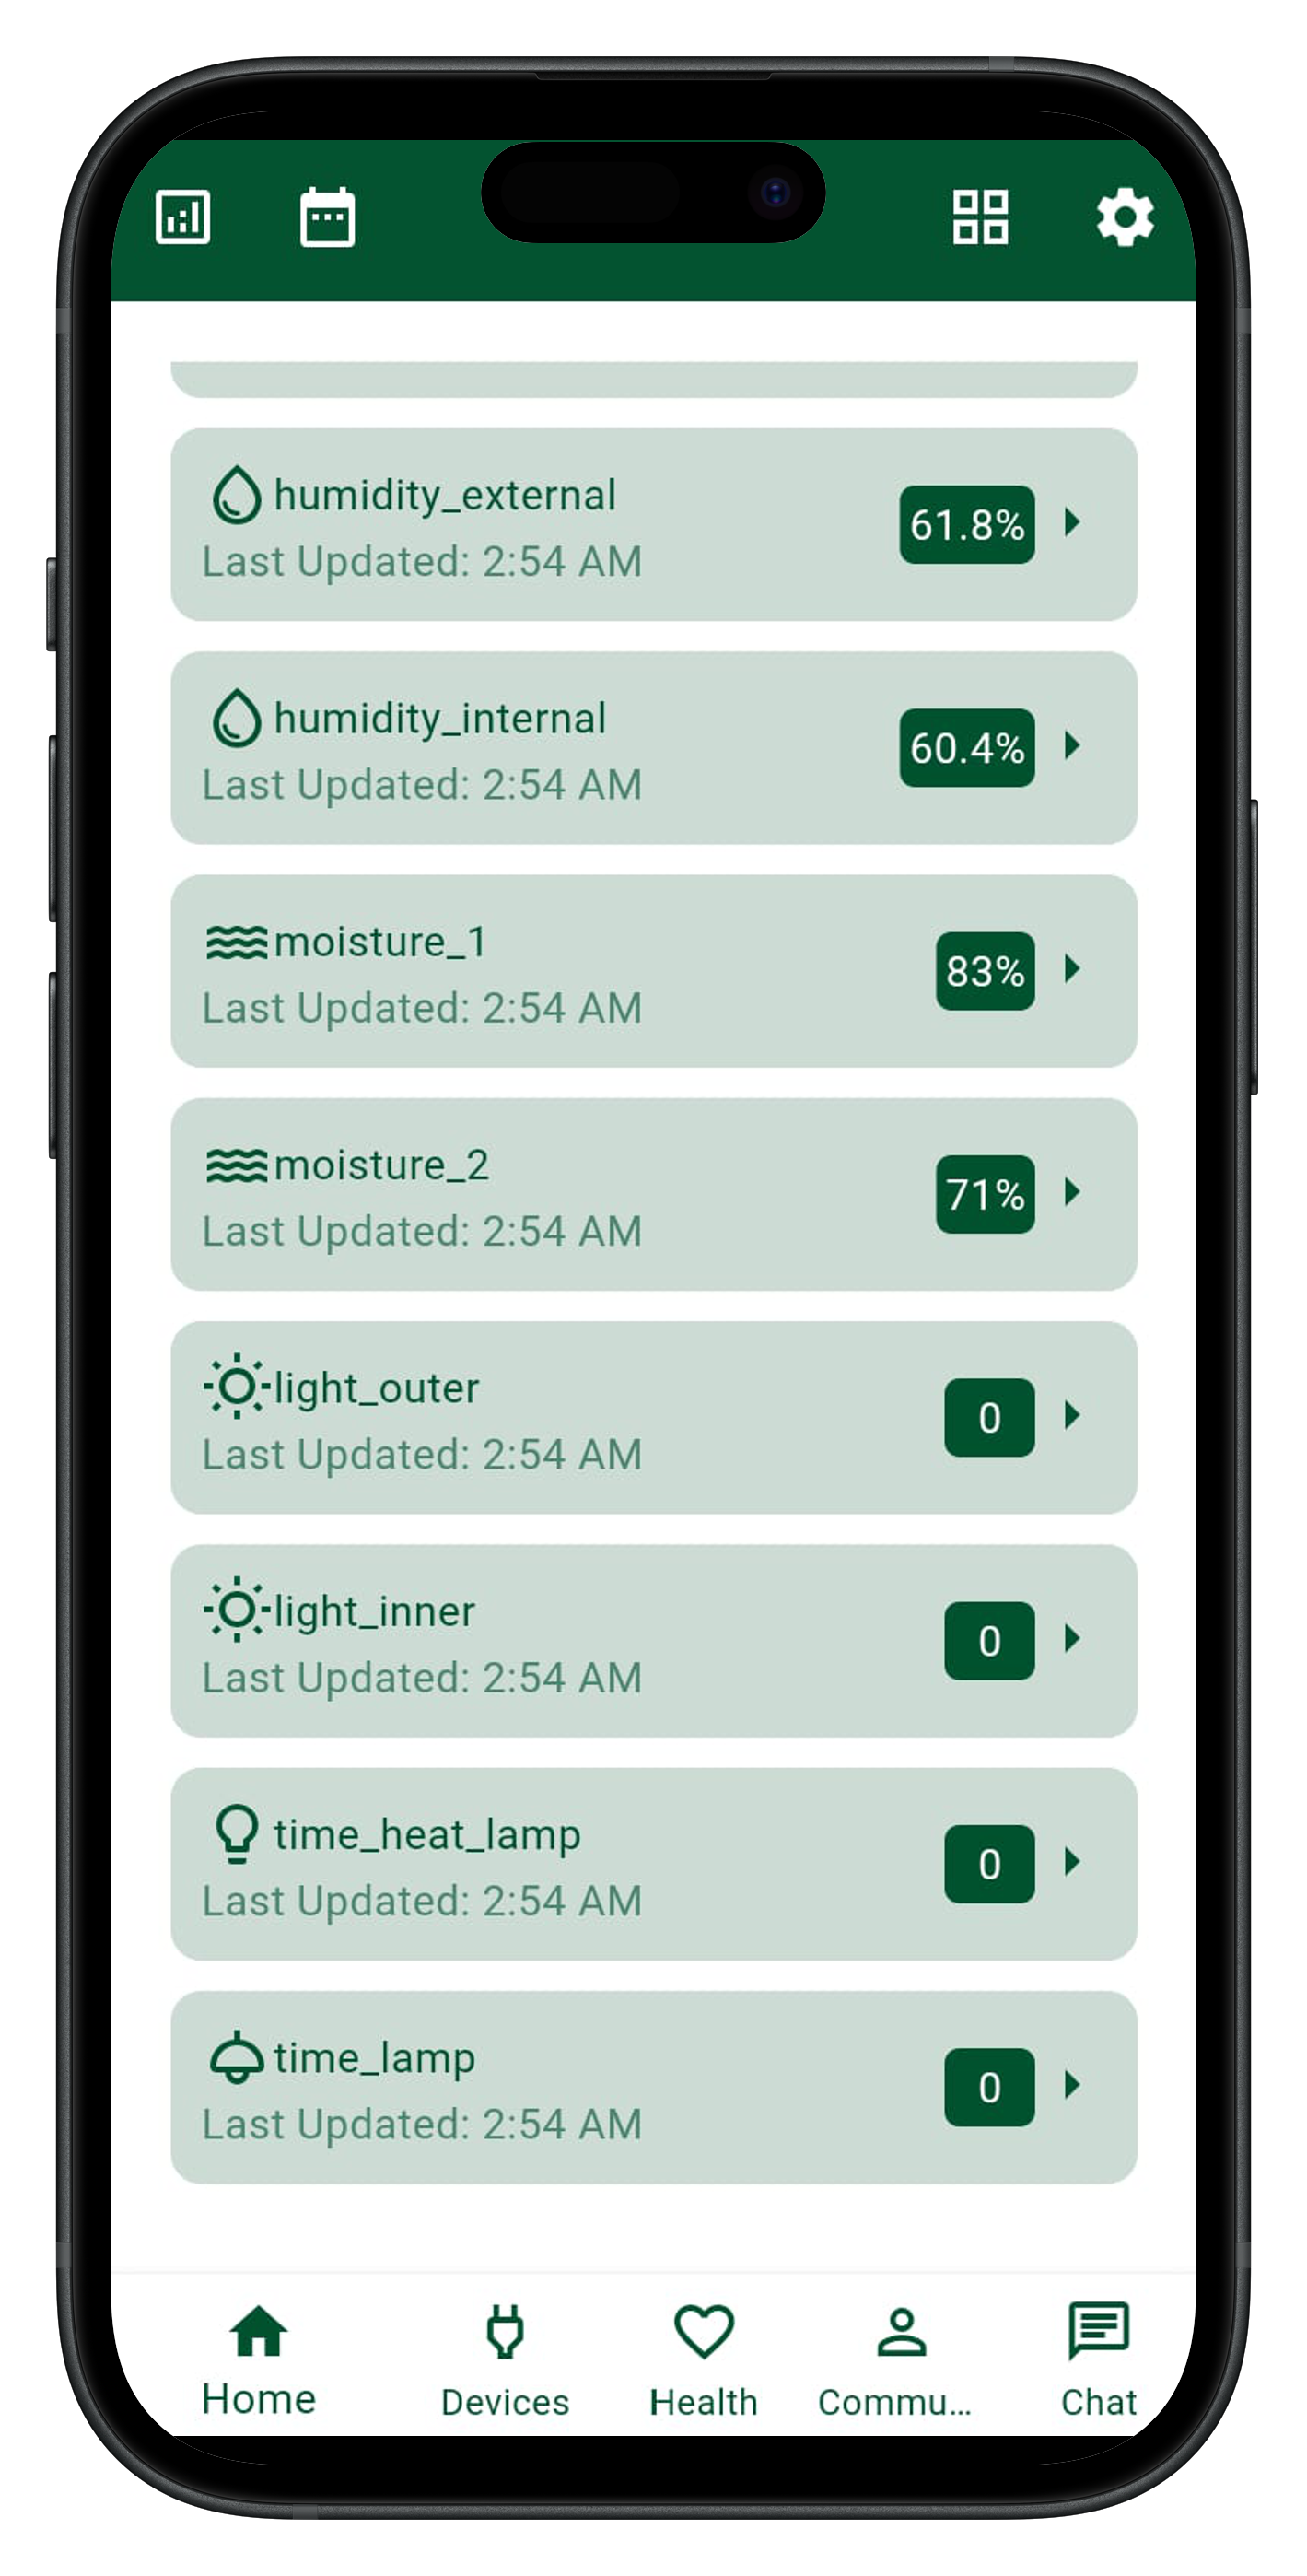 humidity_external
Last Updated: 2:54 AM
61.8%
humidity_internal
Last Updated: 2:54 AM
60.4%
moisture_1
Last Updated: 2:54 AM
83%
moisture_2
Last Updated: 2:54 AM
71%
light_outer
Last Updated: 2:54 AM
0
light_inner
Last Updated: 2:54 AM
0
time_heat_lamp
Last Updated: 2:54 AM
0
time_lamp
Last Updated: 2:54 AM
0
Home Devices Health Commu... Chat